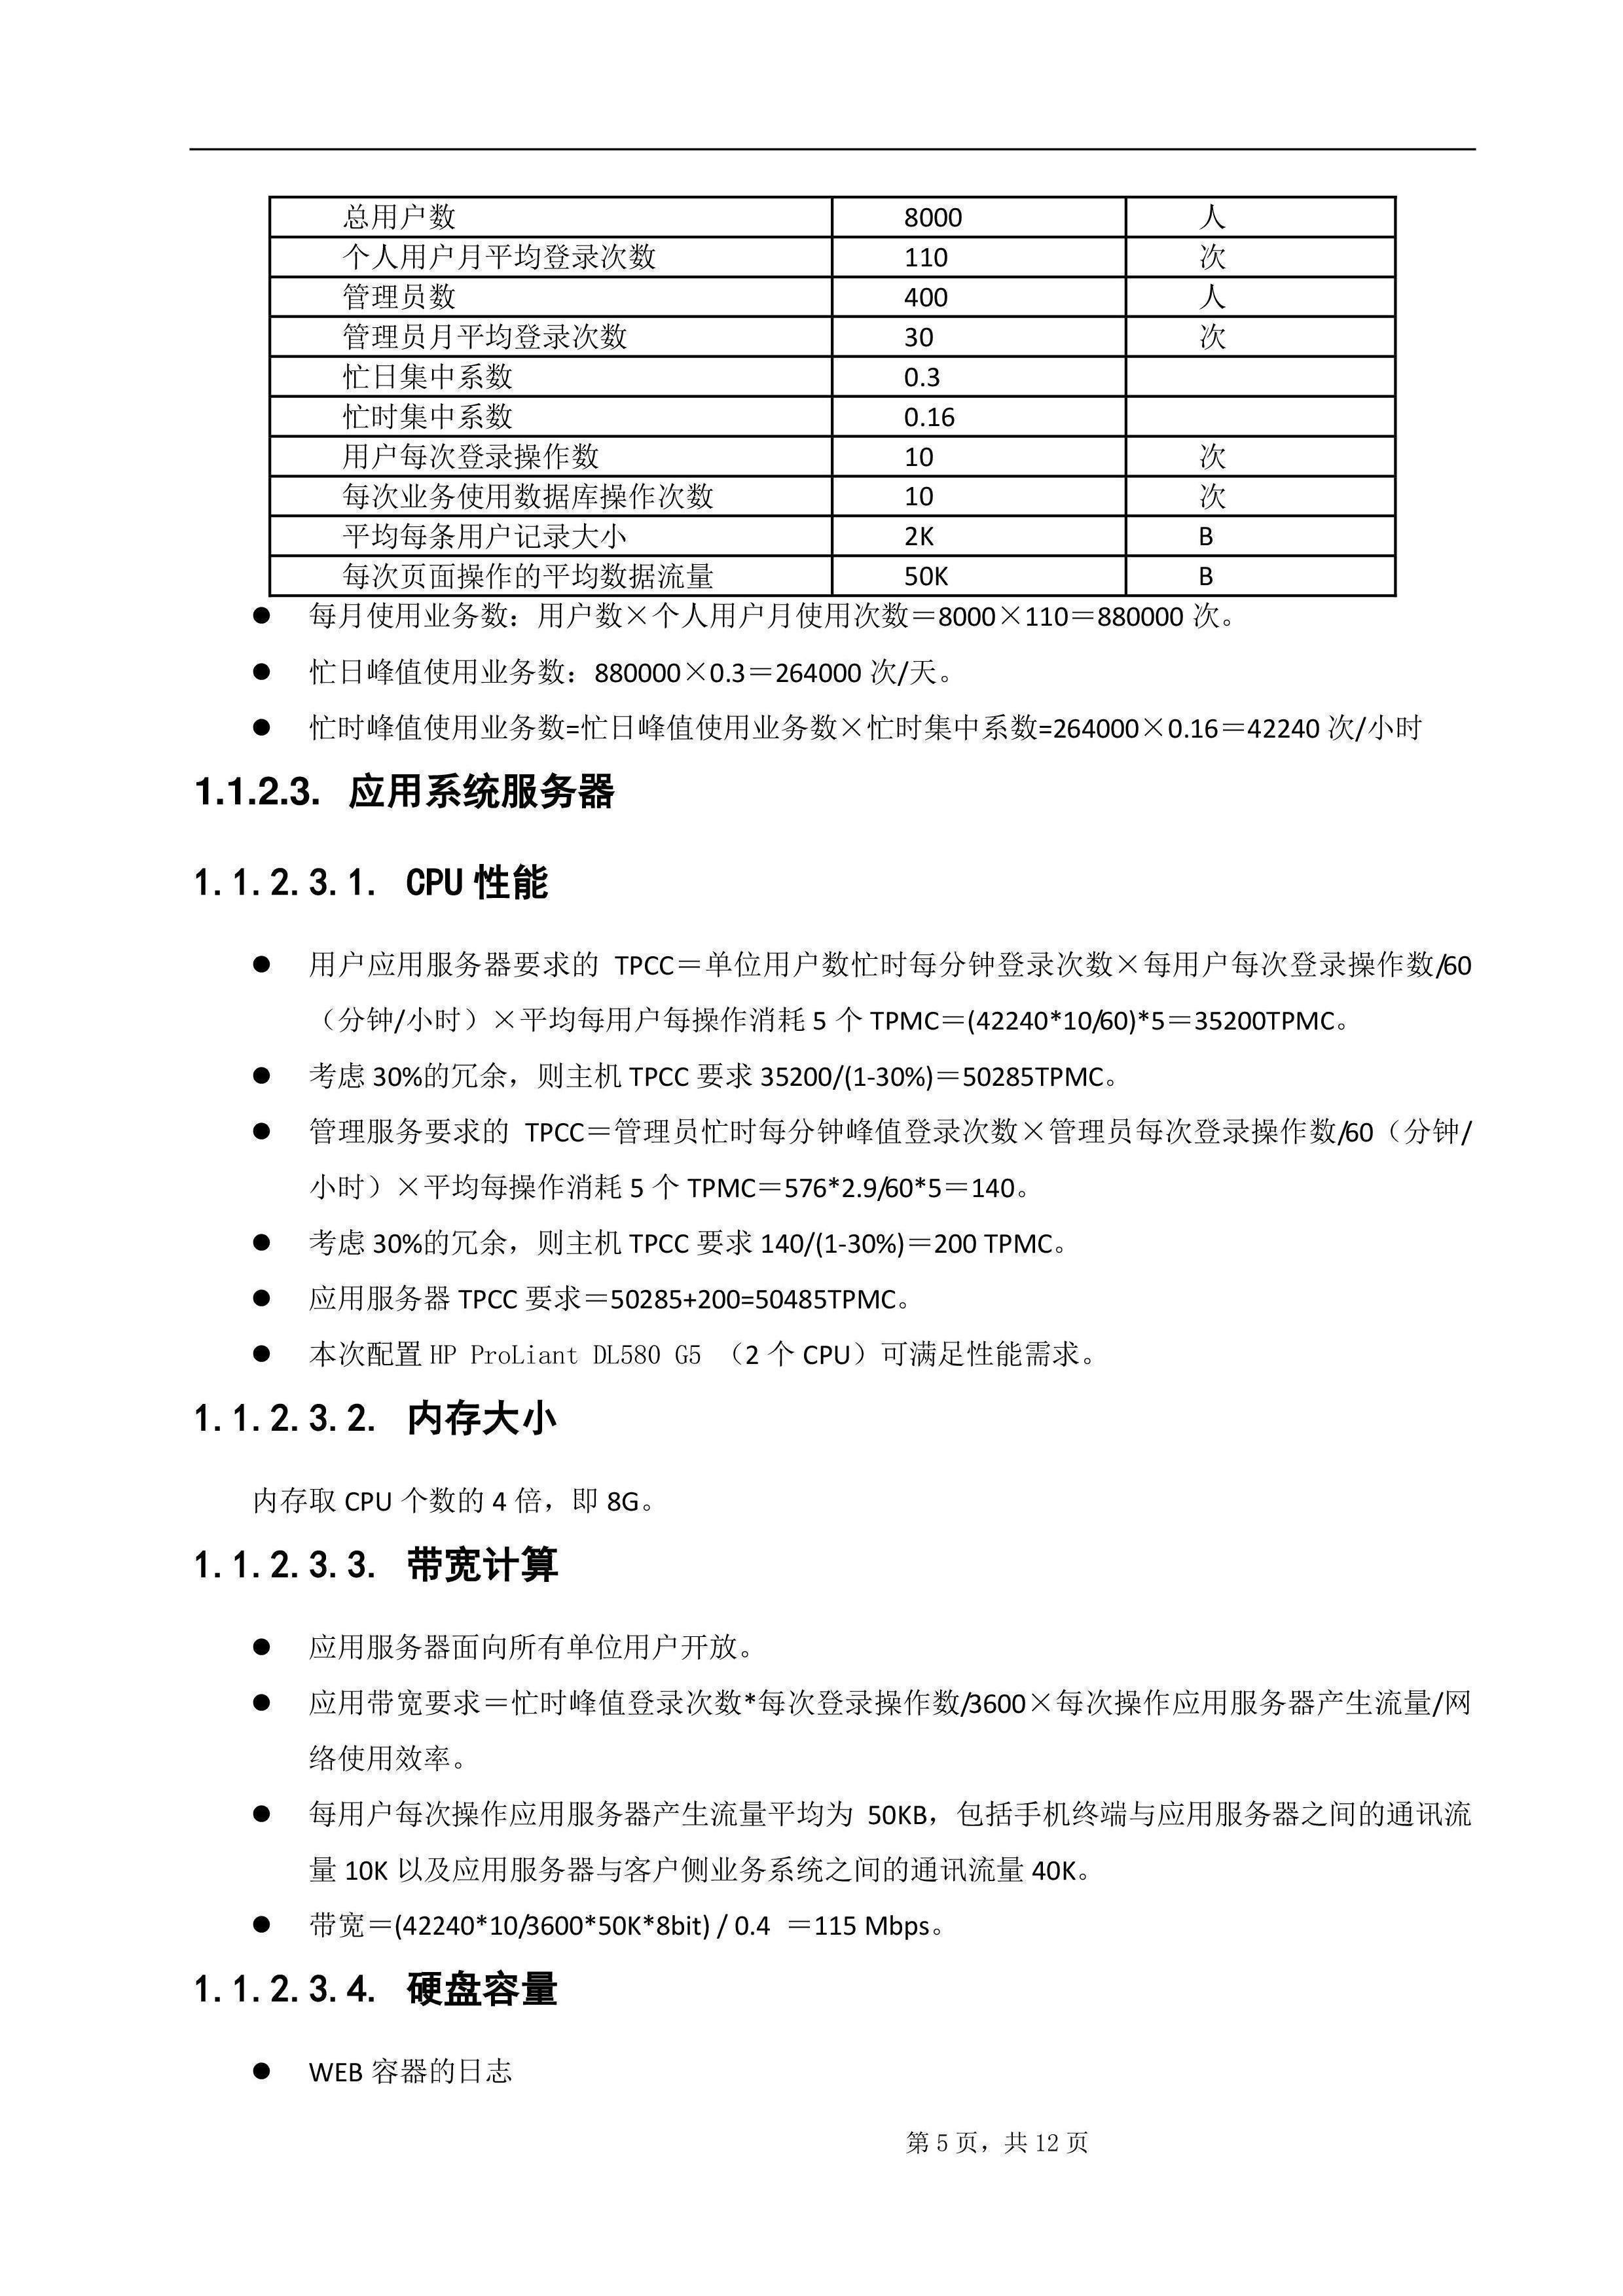 总用户数 8000 人
个人用户月平均登录次数 110 次
管理员数 400 人
管理员月平均登录次数 30 次
忙日集中系数 0.3
忙时集中系数 0.16
用户每次登录操作数 10 次
每次业务使用数据库操作次数 10 次
平均每条用户记录大小 2K B
每次页面操作的平均数据流量 50K B
● 每月使用业务数：用户数×个人用户月使用次数＝8000×110＝880000 次。
● 忙日峰值使用业务数：880000×0.3＝264000 次/天。
● 忙时峰值使用业务数=忙日峰值使用业务数×忙时集中系数=264000×0.16＝42240 次/小时
1.1.2.3. 应用系统服务器
1.1.2.3.1. CPU 性能
● 用户应用服务器要求的 TPCC＝单位用户数忙时每分钟登录次数×每用户每次登录操作数/60
（分钟/小时）×平均每用户每操作消耗 5 个 TPMC＝(42240*10/60)*5＝35200TPMC。
● 考虑 30%的冗余，则主机 TPCC 要求 35200/(1-30%)＝50285TPMC。
● 管理服务要求的 TPCC＝管理员忙时每分钟峰值登录次数×管理员每次登录操作数/60（分钟/
小时）×平均每操作消耗 5 个 TPMC＝576*2.9/60*5＝140。
● 考虑 30%的冗余，则主机 TPCC 要求 140/(1-30%)＝200 TPMC。
● 应用服务器 TPCC 要求＝50285+200=50485TPMC。
● 本次配置 HP ProLiant DL580 G5 （2 个 CPU）可满足性能需求。
1.1.2.3.2. 内存大小
内存取 CPU 个数的 4 倍，即 8G。
1.1.2.3.3. 带宽计算
● 应用服务器面向所有单位用户开放。
● 应用带宽要求＝忙时峰值登录次数*每次登录操作数/3600×每次操作应用服务器产生流量/网
络使用效率。
● 每用户每次操作应用服务器产生流量平均为 50KB，包括手机终端与应用服务器之间的通讯流
量 10K 以及应用服务器与客户侧业务系统之间的通讯流量 40K。
● 带宽＝(42240*10/3600*50K*8bit) / 0.4 ＝115 Mbps。
1.1.2.3.4. 硬盘容量
● WEB 容器的日志
第 5 页，共 12 页